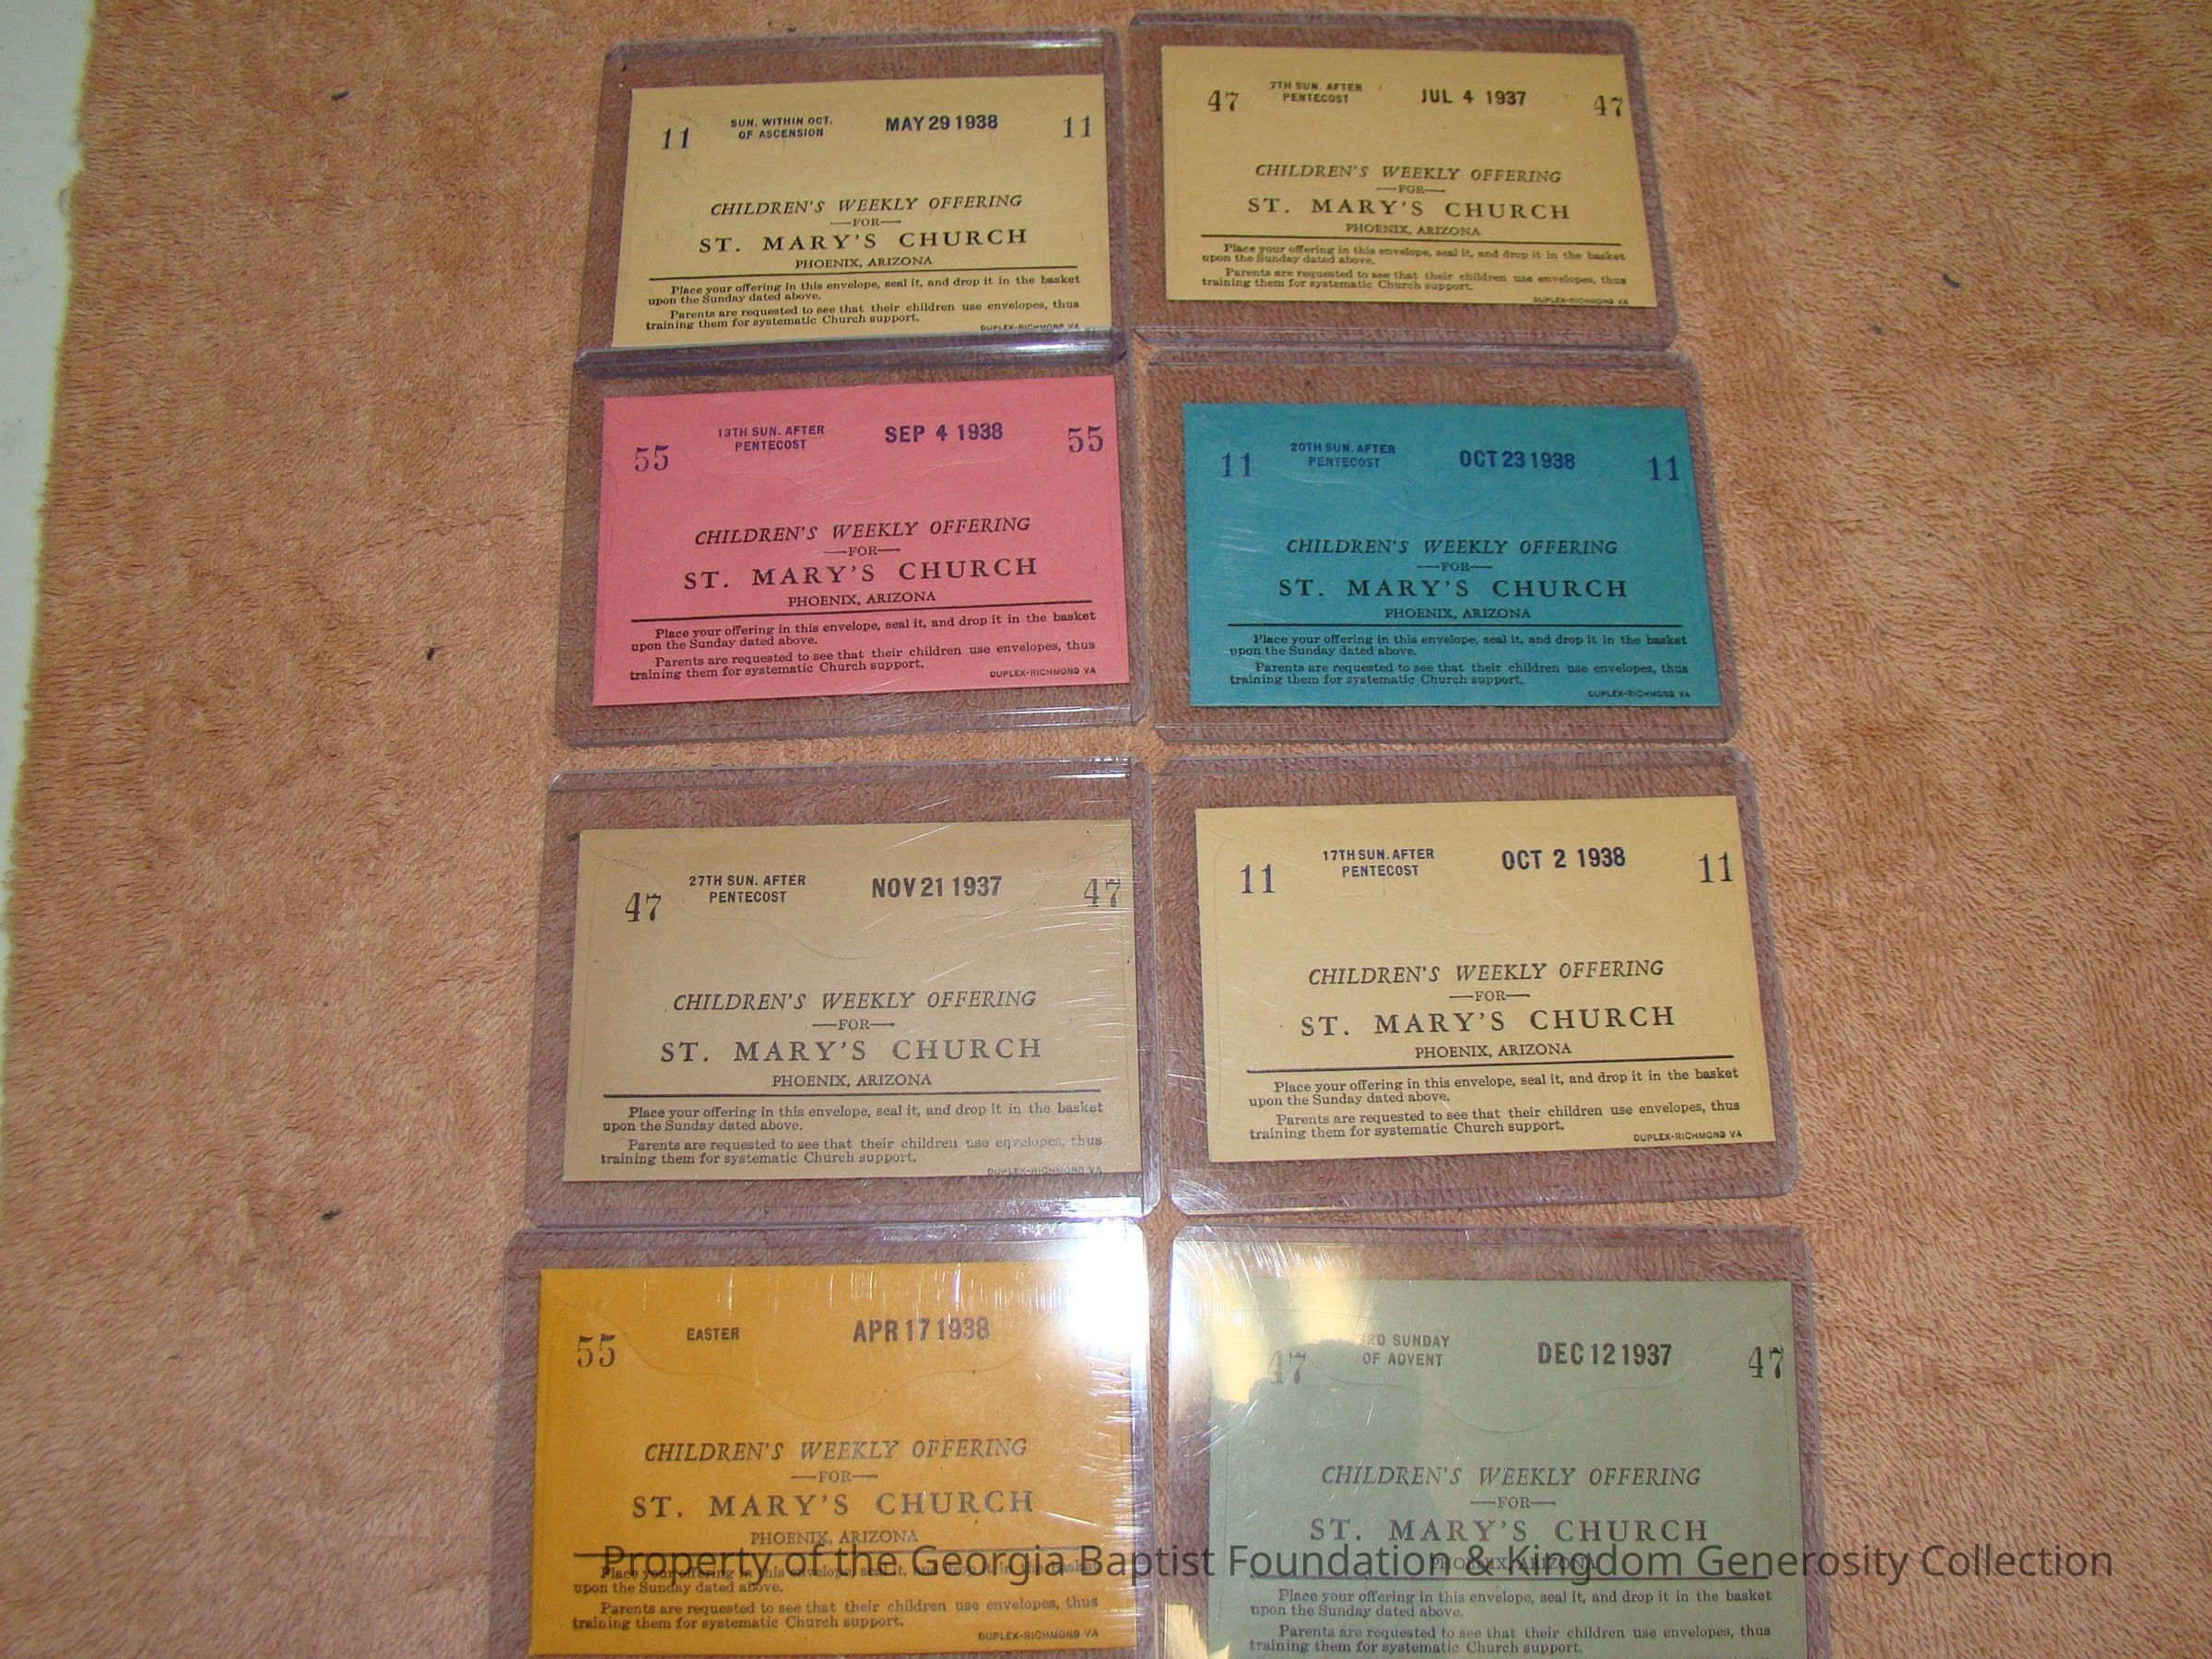 11 SUN. WITHIN OCT. OF ASCENSION MAY 29 1938 11
CHILDREN'S WEEKLY OFFERING
—FOR—
ST. MARY'S CHURCH
PHOENIX, ARIZONA
Place your offering in this envelope, seal it, and drop it in the basket
upon the Sunday dated above.
Parents are requested to see that their children use envelopes, thus
training them for systematic Church support.
DUPLEX-RICHMOND VA
47 7TH SUN. AFTER PENTECOST JUL 4 1937 47
CHILDREN'S WEEKLY OFFERING
—FOR—
ST. MARY'S CHURCH
PHOENIX, ARIZONA
Place your offering in this envelope, seal it, and drop it in the basket
upon the Sunday dated above.
Parents are requested to see that their children use envelopes, thus
training them for systematic Church support.
DUPLEX-RICHMOND VA
55 13TH SUN. AFTER PENTECOST SEP 4 1938 55
CHILDREN'S WEEKLY OFFERING
—FOR—
ST. MARY'S CHURCH
PHOENIX, ARIZONA
Place your offering in this envelope, seal it, and drop it in the basket
upon the Sunday dated above.
Parents are requested to see that their children use envelopes, thus
training them for systematic Church support.
DUPLEX-RICHMOND VA
11 20TH SUN. AFTER PENTECOST OCT 23 1938 11
CHILDREN'S WEEKLY OFFERING
—FOR—
ST. MARY'S CHURCH
PHOENIX, ARIZONA
Place your offering in this envelope, seal it, and drop it in the basket
upon the Sunday dated above.
Parents are requested to see that their children use envelopes, thus
training them for systematic Church support.
DUPLEX-RICHMOND VA
47 27TH SUN. AFTER PENTECOST NOV 21 1937 47
CHILDREN'S WEEKLY OFFERING
—FOR—
ST. MARY'S CHURCH
PHOENIX, ARIZONA
Place your offering in this envelope, seal it, and drop it in the basket
upon the Sunday dated above.
Parents are requested to see that their children use envelopes, thus
training them for systematic Church support.
DUPLEX-RICHMOND VA
11 17TH SUN. AFTER PENTECOST OCT 2 1938 11
CHILDREN'S WEEKLY OFFERING
—FOR—
ST. MARY'S CHURCH
PHOENIX, ARIZONA
Place your offering in this envelope, seal it, and drop it in the basket
upon the Sunday dated above.
Parents are requested to see that their children use envelopes, thus
training them for systematic Church support.
DUPLEX-RICHMOND VA
55 EASTER APR 17 1938
CHILDREN'S WEEKLY OFFERING
—FOR—
ST. MARY'S CHURCH
PHOENIX, ARIZONA
Place your offering in this envelope, seal it, and drop it in the basket
upon the Sunday dated above.
Parents are requested to see that their children use envelopes, thus
training them for systematic Church support.
DUPLEX-RICHMOND VA
47 3RD SUNDAY OF ADVENT DEC 12 1937 47
CHILDREN'S WEEKLY OFFERING
—FOR—
ST. MARY'S CHURCH
PHOENIX, ARIZONA
Place your offering in this envelope, seal it, and drop it in the basket
upon the Sunday dated above.
Parents are requested to see that their children use envelopes, thus
training them for systematic Church support.
Property of the Georgia Baptist Foundation & Kingdom Generosity Collection